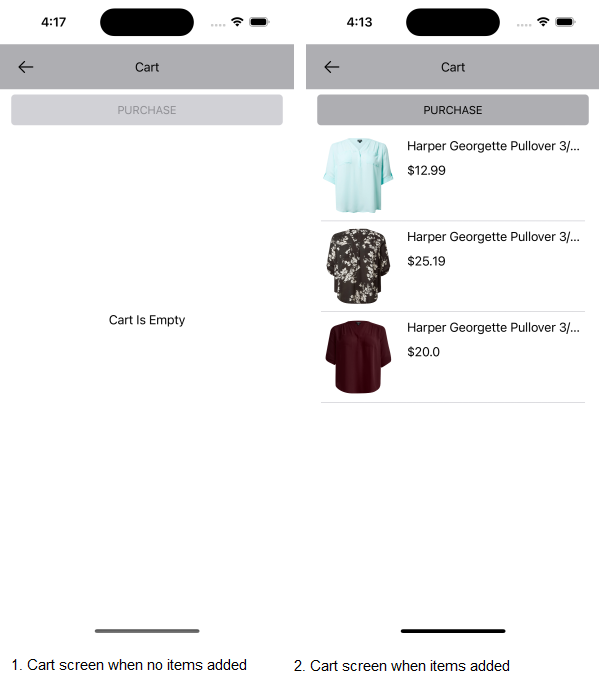 4:17
Cart
PURCHASE
Cart Is Empty
1. Cart screen when no items added
4:13
Cart
PURCHASE
Harper Georgette Pullover 3/...
$12.99
Harper Georgette Pullover 3/...
$25.19
Harper Georgette Pullover 3/...
$20.0
2. Cart screen when items added